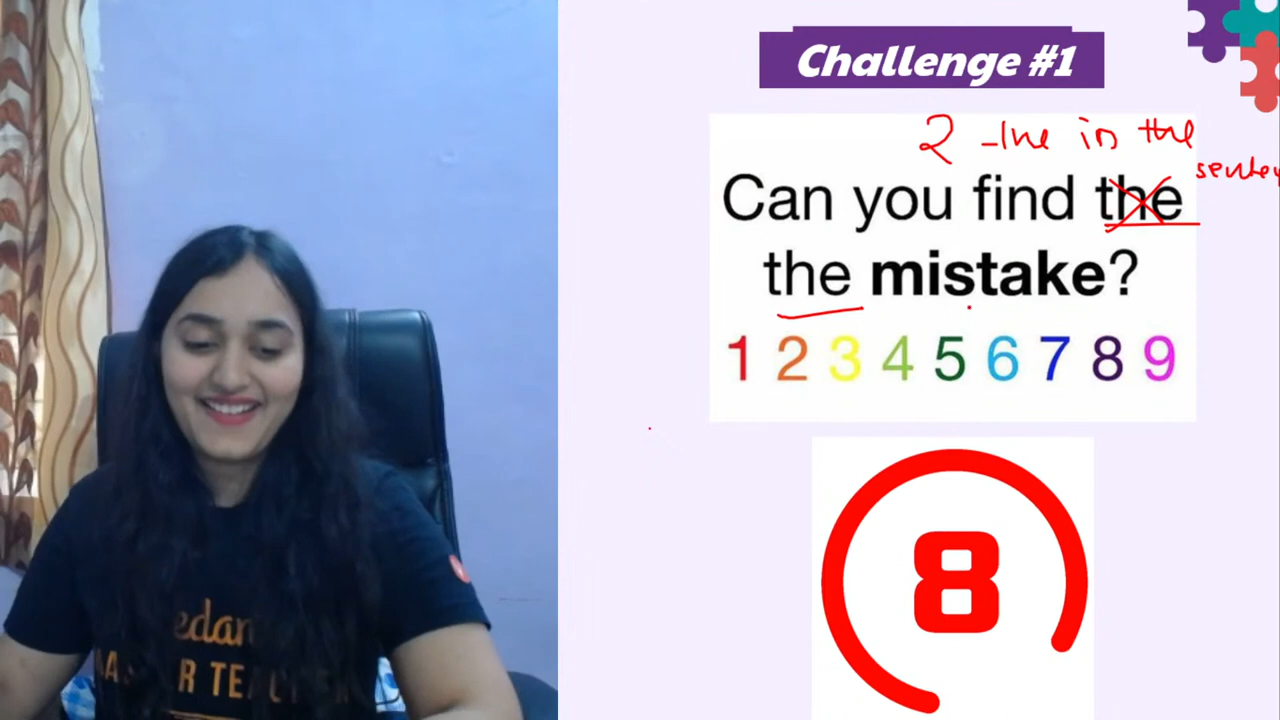 Challenge #1
2 the in the
Can you find the
the mistake?
1 2 3 4 5 6 7 8 9
8